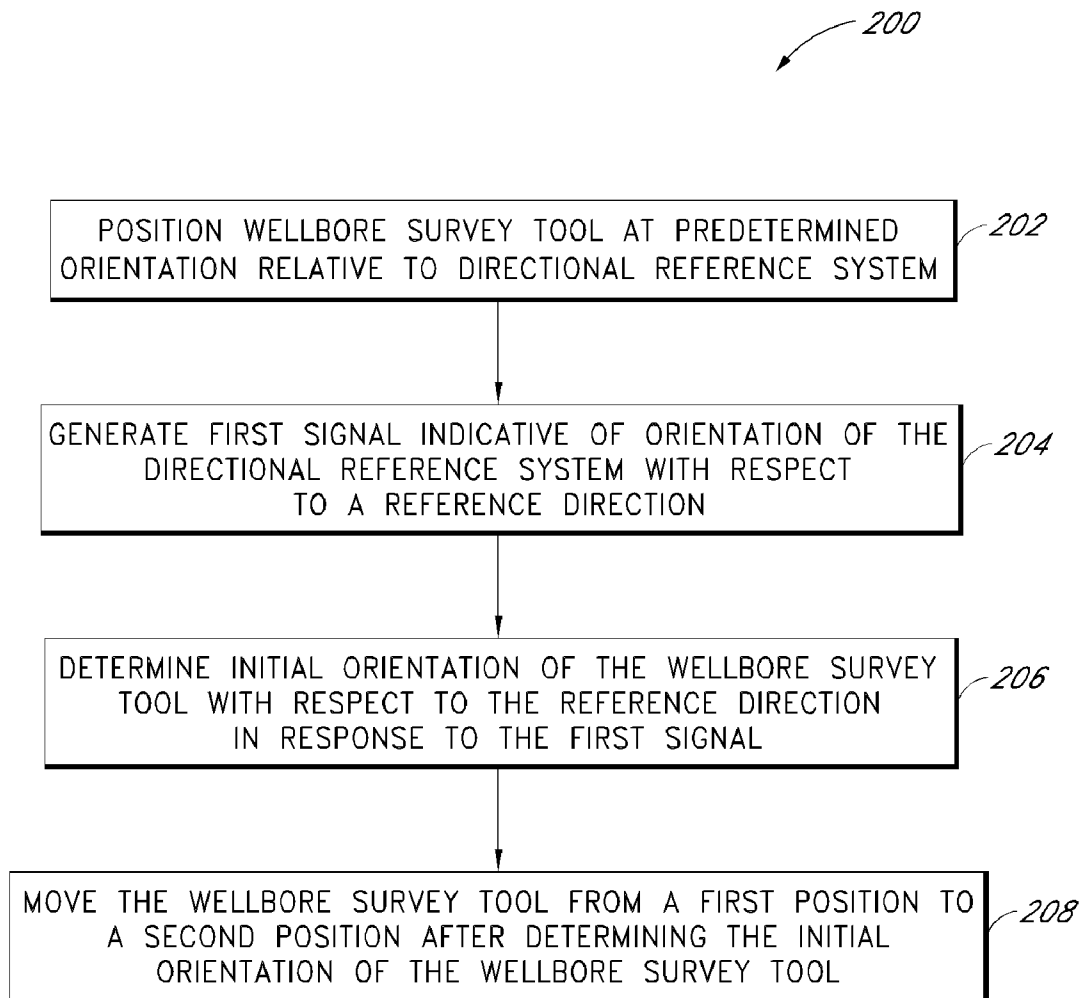 200
POSITION WELLBORE SURVEY TOOL AT PREDETERMINED
ORIENTATION RELATIVE TO DIRECTIONAL REFERENCE SYSTEM
202
GENERATE FIRST SIGNAL INDICATIVE OF ORIENTATION OF THE
DIRECTIONAL REFERENCE SYSTEM WITH RESPECT
TO A REFERENCE DIRECTION
204
DETERMINE INITIAL ORIENTATION OF THE WELLBORE SURVEY
TOOL WITH RESPECT TO THE REFERENCE DIRECTION
IN RESPONSE TO THE FIRST SIGNAL
206
MOVE THE WELLBORE SURVEY TOOL FROM A FIRST POSITION TO
A SECOND POSITION AFTER DETERMINING THE INITIAL
ORIENTATION OF THE WELLBORE SURVEY TOOL
208